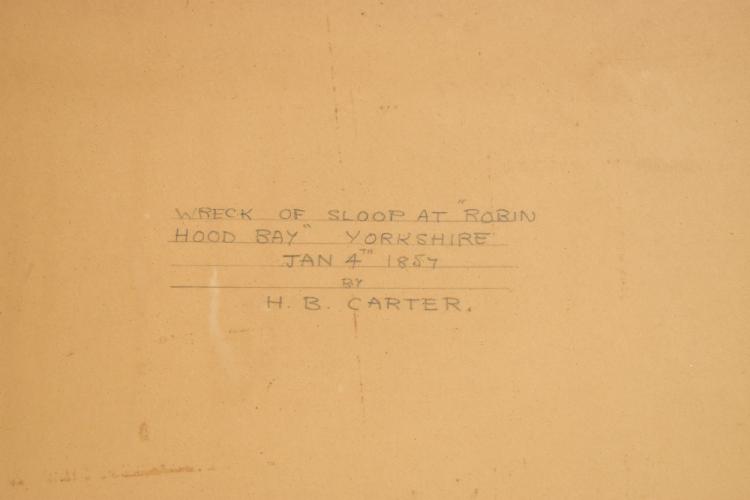 WRECK OF SLOOP AT "ROBIN
HOOD BAY" YORKSHIRE
JAN 4TH 1857
BY
H. B. CARTER.